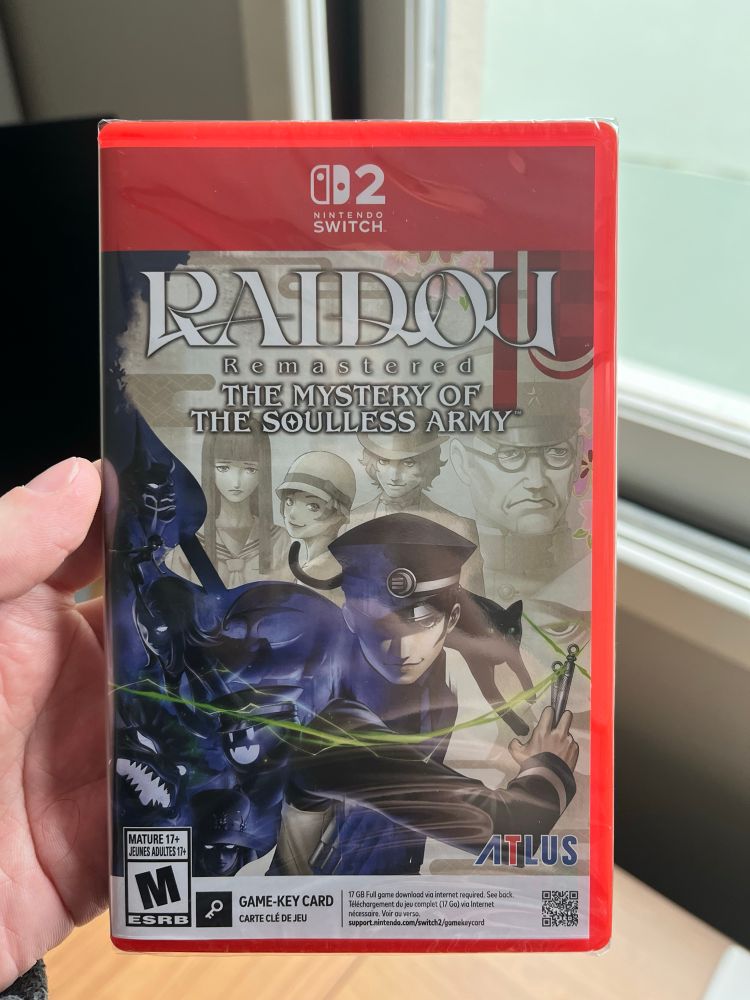 2
NINTENDO
SWITCH
RAIDOU
Remastered
THE MYSTERY OF
THE SOULLESS ARMY™
MATURE 17+
JEUNES ADULTES 17+
M
ESRB
GAME-KEY CARD
CARTE CLÉ DE JEU
17 GB Full game download via internet required. See back.
Téléchargement du jeu complet (17 Go) via Internet
nécessaire. Voir au verso.
support.nintendo.com/switch2/gamekeycard
ATLUS